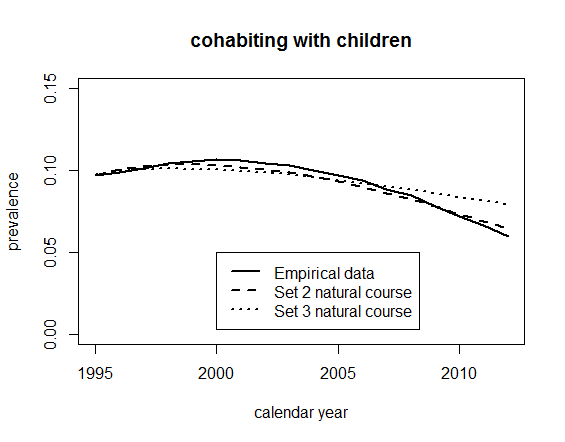 cohabiting with children
0.15
0.10
0.05
0.00
prevalence
Empirical data
Set 2 natural course
Set 3 natural course
1995 2000 2005 2010
calendar year